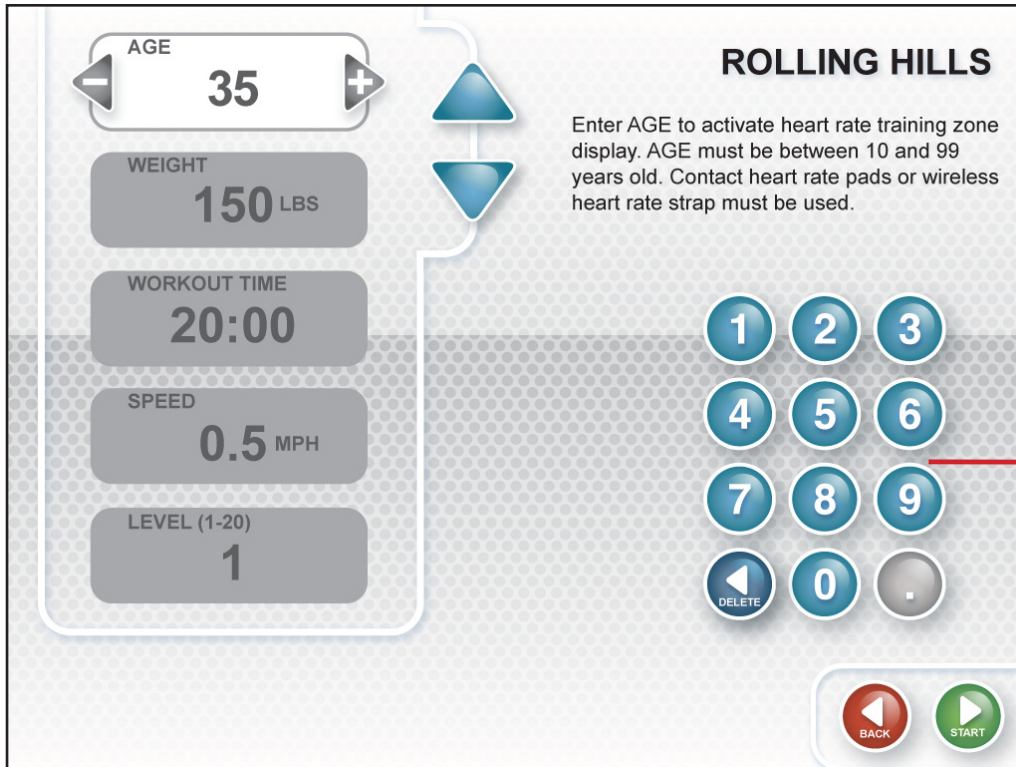 AGE
- 35 +
WEIGHT
150 LBS
WORKOUT TIME
20:00
SPEED
0.5 MPH
LEVEL (1-20)
1
ROLLING HILLS
Enter AGE to activate heart rate training zone
display. AGE must be between 10 and 99
years old. Contact heart rate pads or wireless
heart rate strap must be used.
1 2 3
4 5 6
7 8 9
DELETE 0 .
BACK START